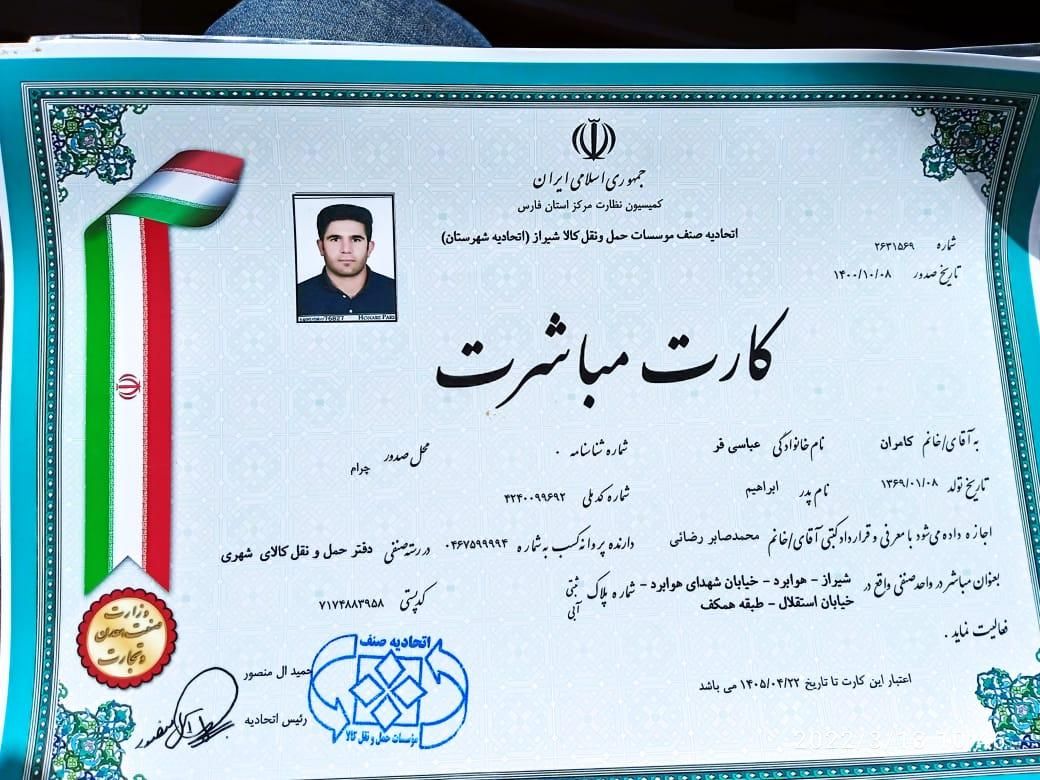 جمهوری اسلامی ایران
کمیسیون نظارت مرکز استان فارس
اتحادیه صنف موسسات حمل ونقل کالا شیراز (اتحادیه شهرستان)
شماره ۲۶۳۱۵۶۹
تاریخ صدور ۱۴۰۰/۱۰/۰۸
HONARE PARS
کارت مباشرت
به آقای/خانم کامران نام خانوادگی عباسی فر شماره شناسنامه ۰ محل صدور چرام
تاریخ تولد ۱۳۶۹/۰۱/۰۸ نام پدر ابراهیم شماره کدملی ۴۲۴۰۰۹۹۶۹۲
اجازه داده می‌شود با معرفی و قرارداد کتبی آقای/خانم محمدصابر رضائی دارنده پروانه کسب به شماره ۰۴۶۷۵۹۹۹۹۴ در رسته صنفی دفتر حمل و نقل کالای شهری
بعنوان مباشر در واحد صنفی واقع در شیراز - هوابرد - خیابان شهدای هوابرد - خیابان استقلال - طبقه همکف شماره پلاک ثبتی آبی کدپستی ۷۱۷۴۸۸۳۹۵۸
فعالیت نماید .
اعتبار این کارت تا تاریخ ۱۴۰۵/۰۴/۲۲ می باشد
وزارت
صنعت، معدن
و تجارت
حمید ال منصور
رئیس اتحادیه
اتحادیه صنف
مؤسسات حمل و نقل کالا